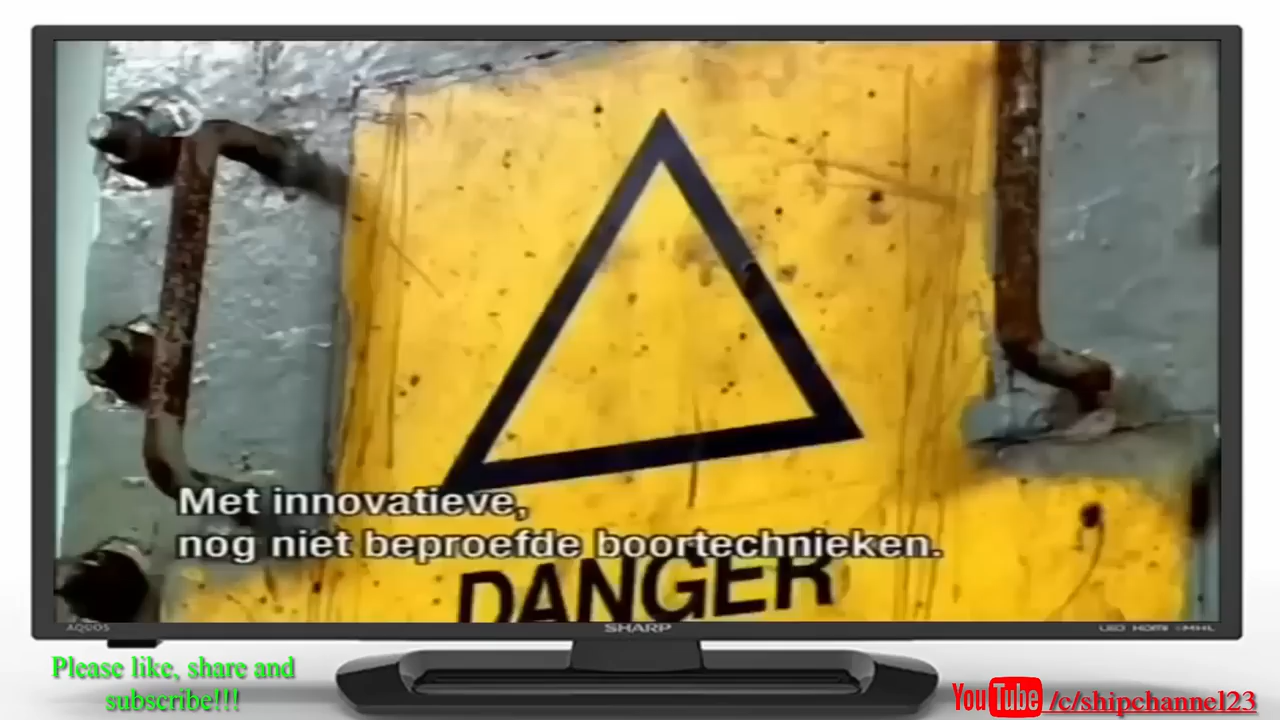 Met innovatieve,
nog niet beproefde boortechnieken.
DANGER
AQUOS
SHARP
LED HDMI MHL
Please like, share and
subscribe!!!
YouTube /c/shipchannel23